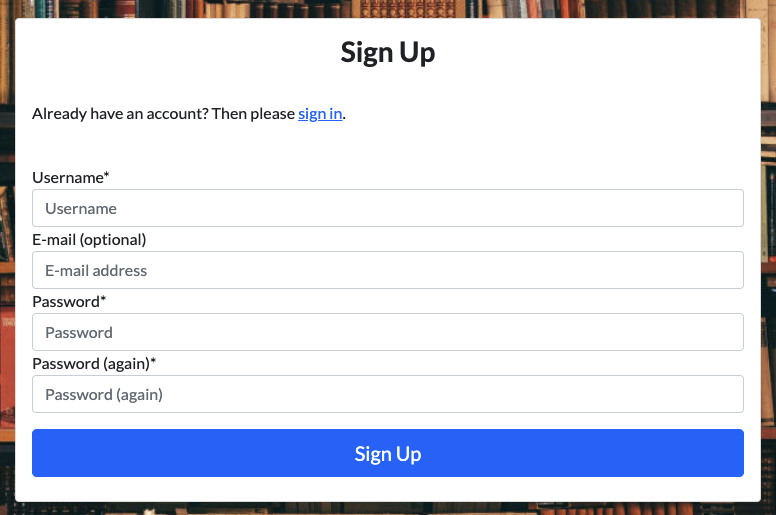 Sign Up
Already have an account? Then please sign in.
Username*
Username
E-mail (optional)
E-mail address
Password*
Password
Password (again)*
Password (again)
Sign Up